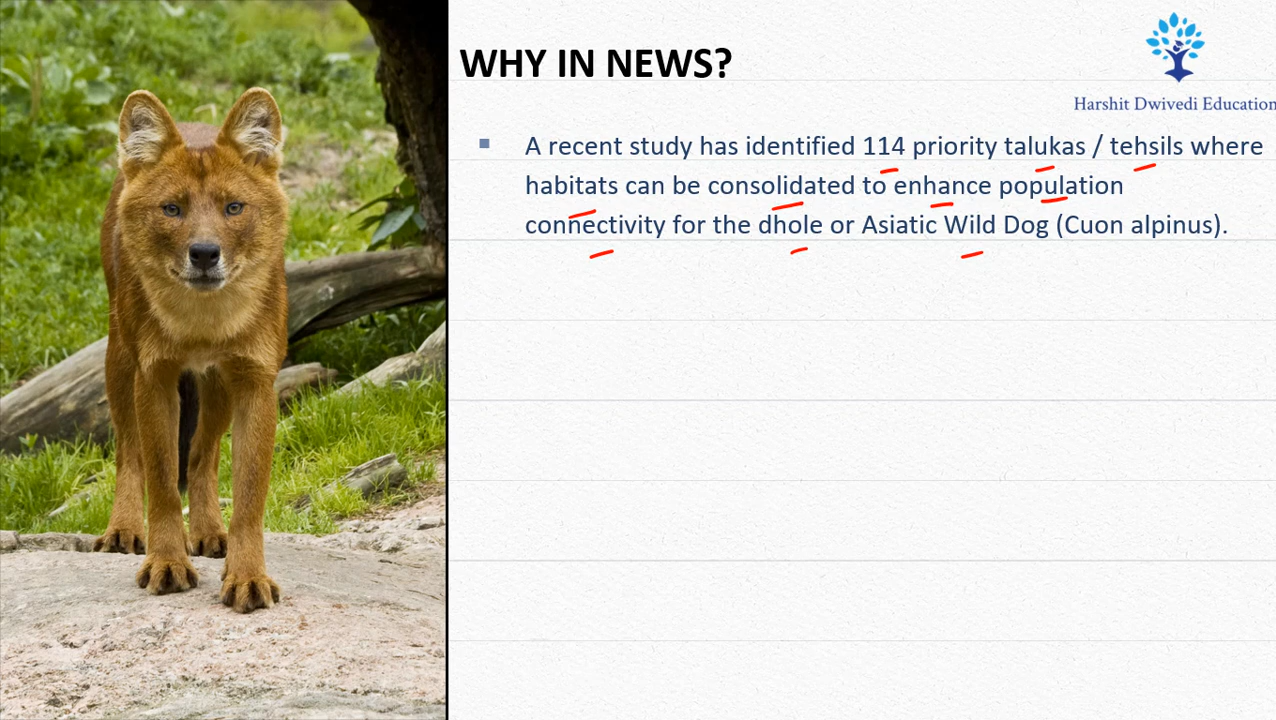 WHY IN NEWS?
Harshit Dwivedi Education
A recent study has identified 114 priority talukas / tehsils where
habitats can be consolidated to enhance population
connectivity for the dhole or Asiatic Wild Dog (Cuon alpinus).